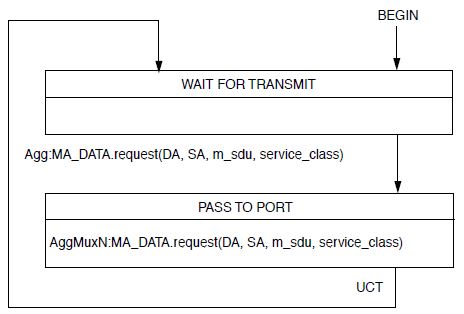 BEGIN
WAIT FOR TRANSMIT
Agg:MA_DATA.request(DA, SA, m_sdu, service_class)
PASS TO PORT
AggMuxN:MA_DATA.request(DA, SA, m_sdu, service_class)
UCT